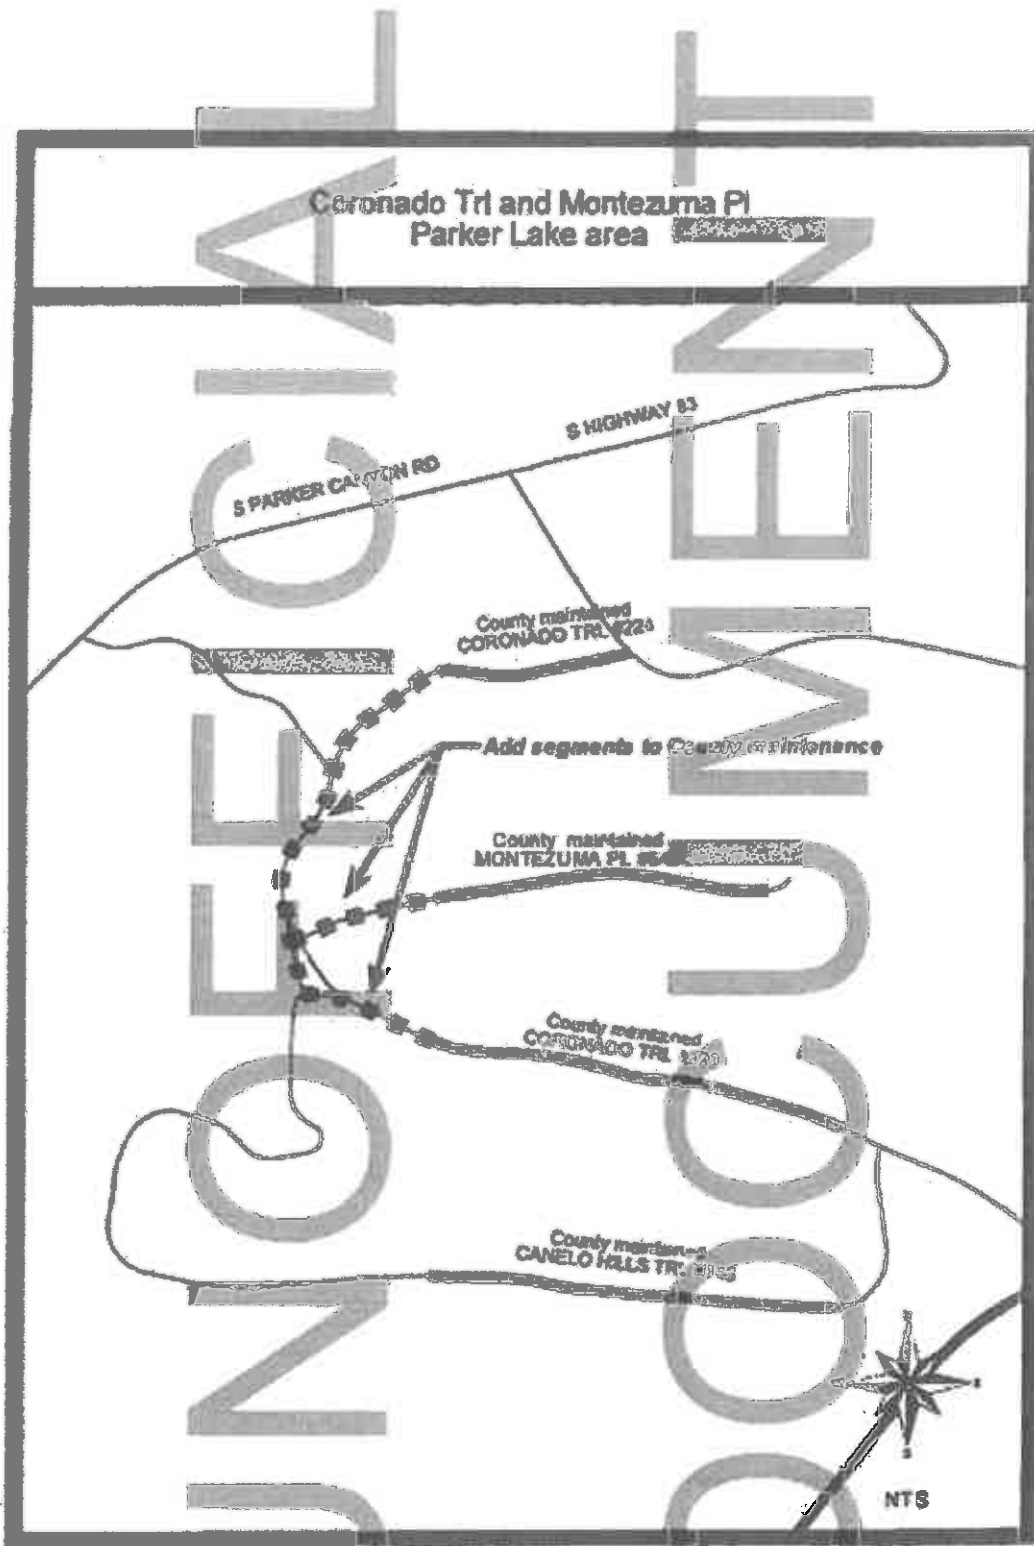 Coronado Trl and Montezuma Pl
Parker Lake area
S HIGHWAY 83
S PARKER CANYON RD
County maintained
CORONADO TRL
Add segments to County maintenance
County maintained
MONTEZUMA PL
County maintained
CORONADO TRL
County maintained
CANELO HILLS TRL
S
NTS
UNOFFICIAL
DOCUMENT